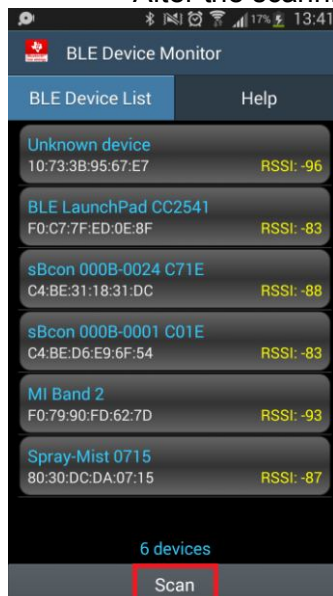 17% 13:41
BLE Device Monitor
BLE Device List Help
Unknown device
10:73:3B:95:67:E7 RSSI: -96
BLE LaunchPad CC2541
F0:C7:7F:ED:0E:8F RSSI: -83
sBcon 000B-0024 C71E
C4:BE:31:18:31:DC RSSI: -88
sBcon 000B-0001 C01E
C4:BE:D6:E9:6F:54 RSSI: -83
MI Band 2
F0:79:90:FD:62:7D RSSI: -93
Spray-Mist 0715
80:30:DC:DA:07:15 RSSI: -87
6 devices
Scan